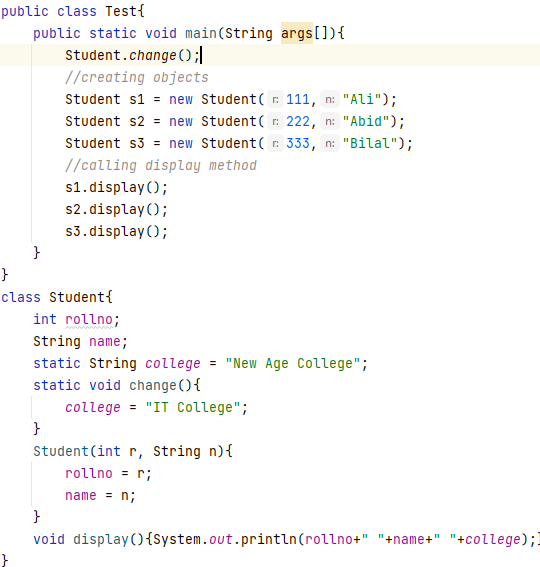 public class Test{
    public static void main(String args[]){
        Student.change();
        //creating objects
        Student s1 = new Student( r: 111, n: "Ali");
        Student s2 = new Student( r: 222, n: "Abid");
        Student s3 = new Student( r: 333, n: "Bilal");
        //calling display method
        s1.display();
        s2.display();
        s3.display();
    }
}
class Student{
    int rollno;
    String name;
    static String college = "New Age College";
    static void change(){
        college = "IT College";
    }
    Student(int r, String n){
        rollno = r;
        name = n;
    }
    void display(){System.out.println(rollno+" "+name+" "+college);}
}